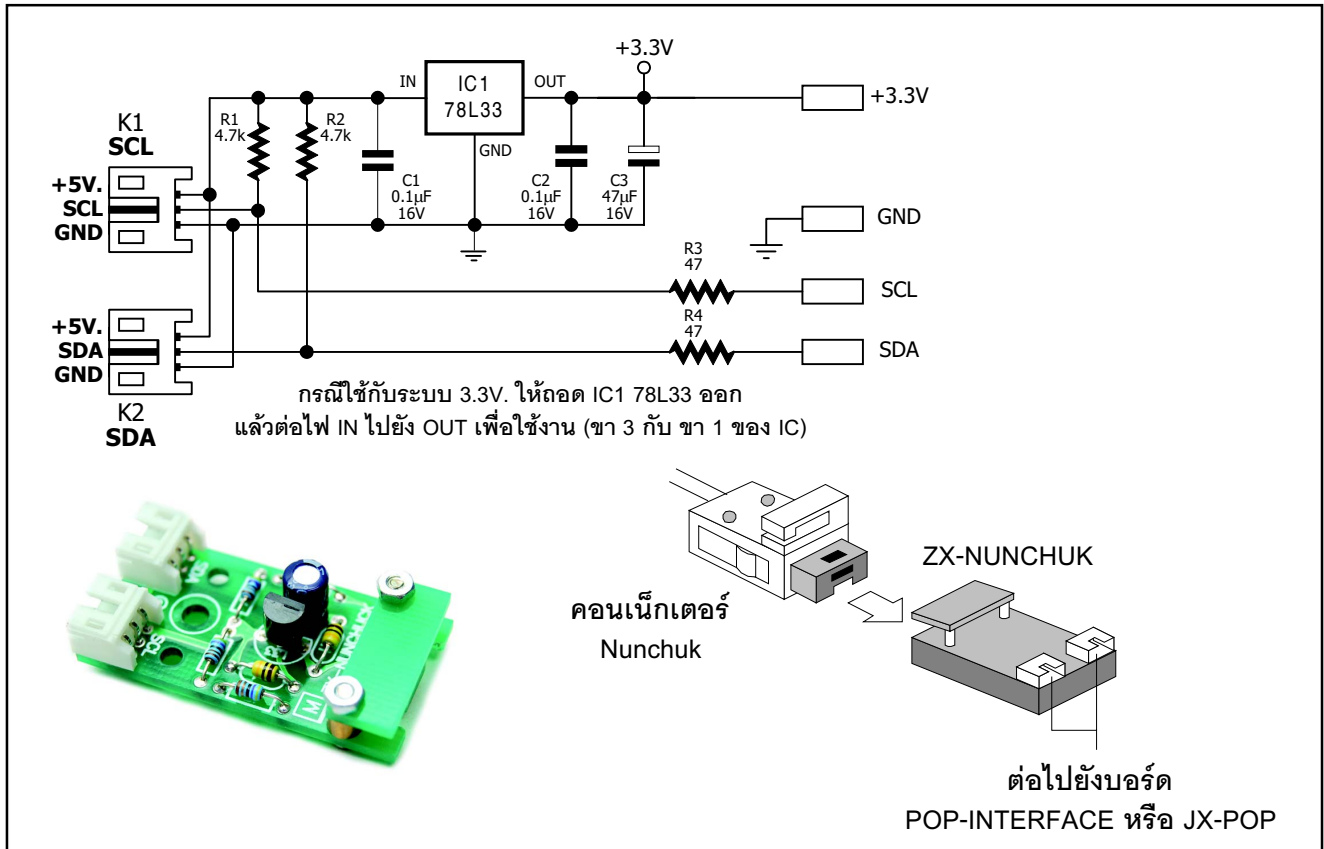 +3.3V
IN
IC1
78L33
OUT
GND
+3.3V
K1
SCL
R1
4.7k
R2
4.7k
+5V.
SCL
GND
C1
0.1µF
16V
C2
0.1µF
16V
C3
47µF
16V
GND
R3
47
SCL
+5V.
SDA
GND
R4
47
SDA
K2
SDA
กรณีใช้กับระบบ 3.3V. ให้ถอด IC1 78L33 ออก
แล้วต่อไฟ IN ไปยัง OUT เพื่อใช้งาน (ขา 3 กับ ขา 1 ของ IC)
SDA
SCL
M
ZX-NUNCHUK
คอนเน็กเตอร์
Nunchuk
ต่อไปยังบอร์ด
POP-INTERFACE หรือ JX-POP